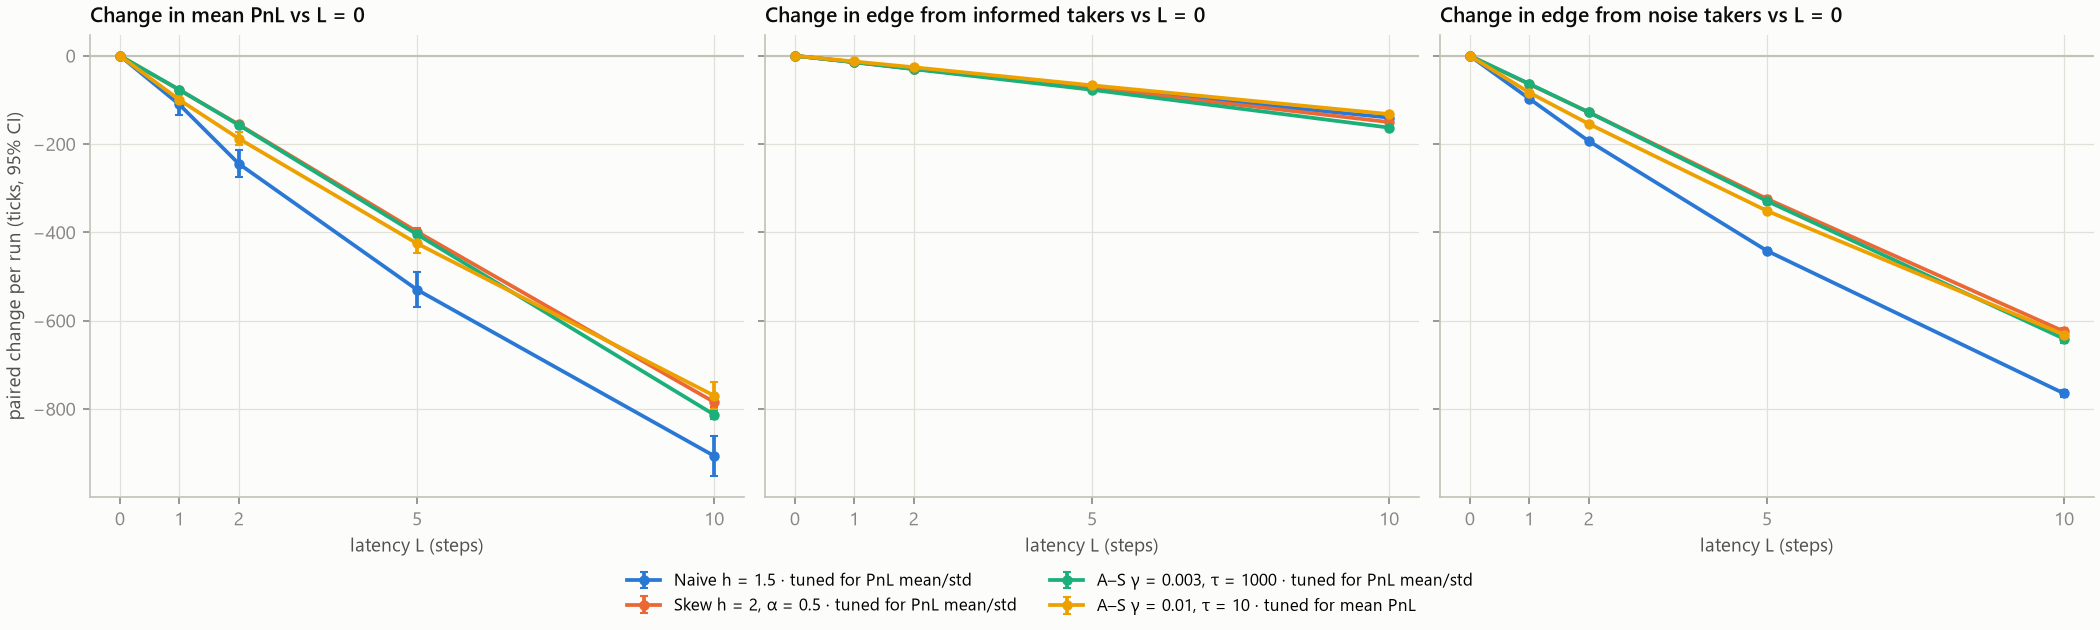 Change in mean PnL vs L = 0
Change in edge from informed takers vs L = 0
Change in edge from noise takers vs L = 0
paired change per run (ticks, 95% CI)
0
−200
−400
−600
−800
0 1 2 5 10
0 1 2 5 10
0 1 2 5 10
latency L (steps)
latency L (steps)
latency L (steps)
Naive h = 1.5 · tuned for PnL mean/std
Skew h = 2, α = 0.5 · tuned for PnL mean/std
A–S γ = 0.003, τ = 1000 · tuned for PnL mean/std
A–S γ = 0.01, τ = 10 · tuned for mean PnL